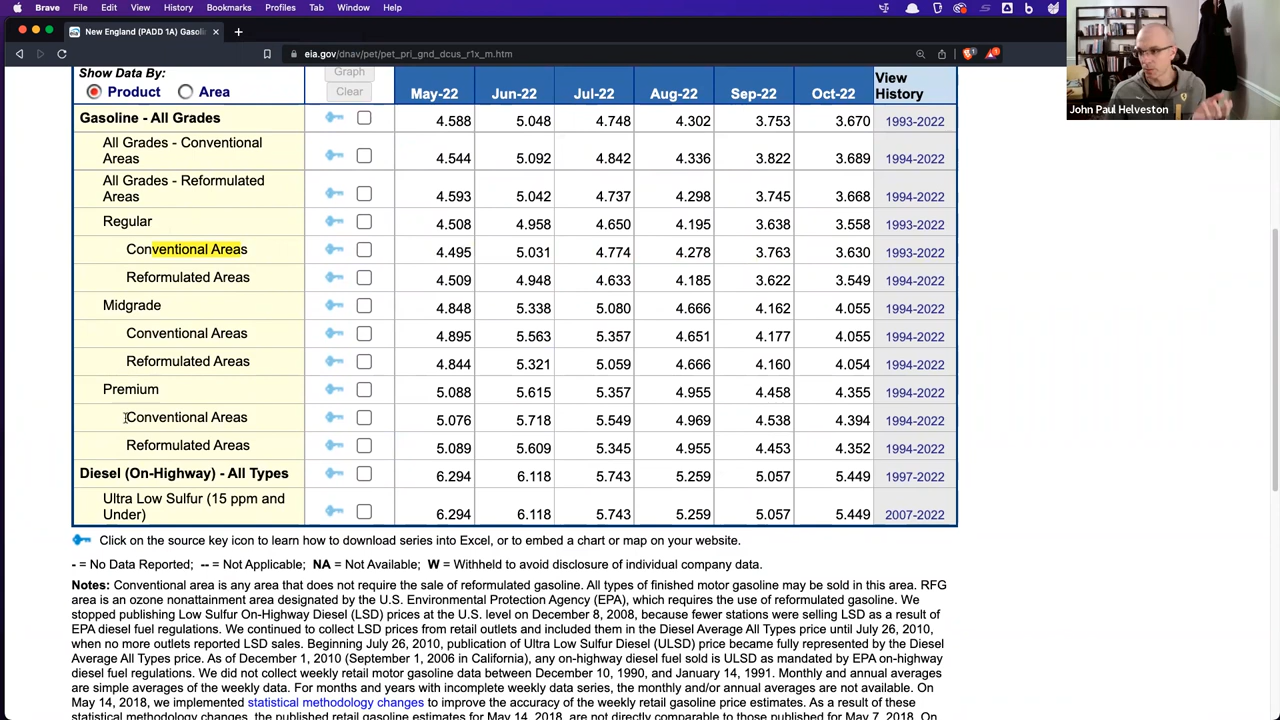 Brave File Edit View History Bookmarks Profiles Tab Window Help
New England (PADD 1A) Gasoli
eia.gov/dnav/pet/pet_pri_gnd_dcus_r1x_m.htm
John Paul Helveston
Show Data By:
Product Area
Graph
Clear
May-22 Jun-22 Jul-22 Aug-22 Sep-22 Oct-22 View History
Gasoline - All Grades 4.588 5.048 4.748 4.302 3.753 3.670 1993-2022
All Grades - Conventional Areas 4.544 5.092 4.842 4.336 3.822 3.689 1994-2022
All Grades - Reformulated Areas 4.593 5.042 4.737 4.298 3.745 3.668 1994-2022
Regular 4.508 4.958 4.650 4.195 3.638 3.558 1993-2022
Conventional Areas 4.495 5.031 4.774 4.278 3.763 3.630 1993-2022
Reformulated Areas 4.509 4.948 4.633 4.185 3.622 3.549 1994-2022
Midgrade 4.848 5.338 5.080 4.666 4.162 4.055 1994-2022
Conventional Areas 4.895 5.563 5.357 4.651 4.177 4.055 1994-2022
Reformulated Areas 4.844 5.321 5.059 4.666 4.160 4.054 1994-2022
Premium 5.088 5.615 5.357 4.955 4.458 4.355 1994-2022
Conventional Areas 5.076 5.718 5.549 4.969 4.538 4.394 1994-2022
Reformulated Areas 5.089 5.609 5.345 4.955 4.453 4.352 1994-2022
Diesel (On-Highway) - All Types 6.294 6.118 5.743 5.259 5.057 5.449 1997-2022
Ultra Low Sulfur (15 ppm and Under) 6.294 6.118 5.743 5.259 5.057 5.449 2007-2022
Click on the source key icon to learn how to download series into Excel, or to embed a chart or map on your website.
- = No Data Reported; -- = Not Applicable; NA = Not Available; W = Withheld to avoid disclosure of individual company data.
Notes: Conventional area is any area that does not require the sale of reformulated gasoline. All types of finished motor gasoline may be sold in this area. RFG
area is an ozone nonattainment area designated by the U.S. Environmental Protection Agency (EPA), which requires the use of reformulated gasoline. We
stopped publishing Low Sulfur On-Highway Diesel (LSD) prices at the U.S. level on December 8, 2008, because fewer stations were selling LSD as a result of
EPA diesel fuel regulations. We continued to collect LSD prices from retail outlets and included them in the Diesel Average All Types price until July 26, 2010,
when no more outlets reported LSD sales. Beginning July 26, 2010, publication of Ultra Low Sulfur Diesel (ULSD) price became fully represented by the Diesel
Average All Types price. As of December 1, 2010 (September 1, 2006 in California), any on-highway diesel fuel sold is ULSD as mandated by EPA on-highway
diesel fuel regulations. We did not collect weekly retail motor gasoline data between December 10, 1990, and January 14, 1991. Monthly and annual averages
are simple averages of the weekly data. For months and years with incomplete weekly data series, the monthly and/or annual averages are not available. On
May 14, 2018, we implemented statistical methodology changes to improve the accuracy of the weekly retail gasoline price estimates. As a result of these
statistical methodology changes, the published retail gasoline estimates for May 14, 2018, are not directly comparable to those published for May 7, 2018. On